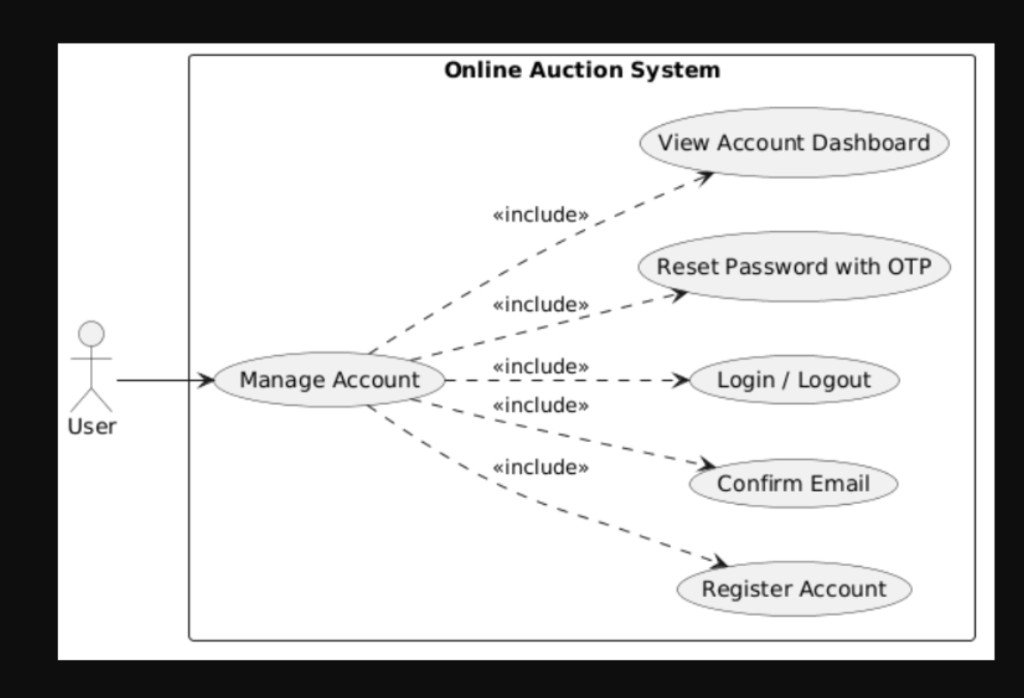 Online Auction System
View Account Dashboard
«include»
Reset Password with OTP
«include»
«include»
Manage Account
Login / Logout
«include»
User
«include»
Confirm Email
Register Account